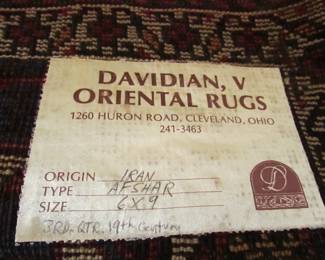 DAVIDIAN, V
ORIENTAL RUGS
1260 HURON ROAD, CLEVELAND, OHIO
241-3463
ORIGIN IRAN
TYPE AFSHAR
SIZE 6X9
D
3RD. QTR. 19th Century